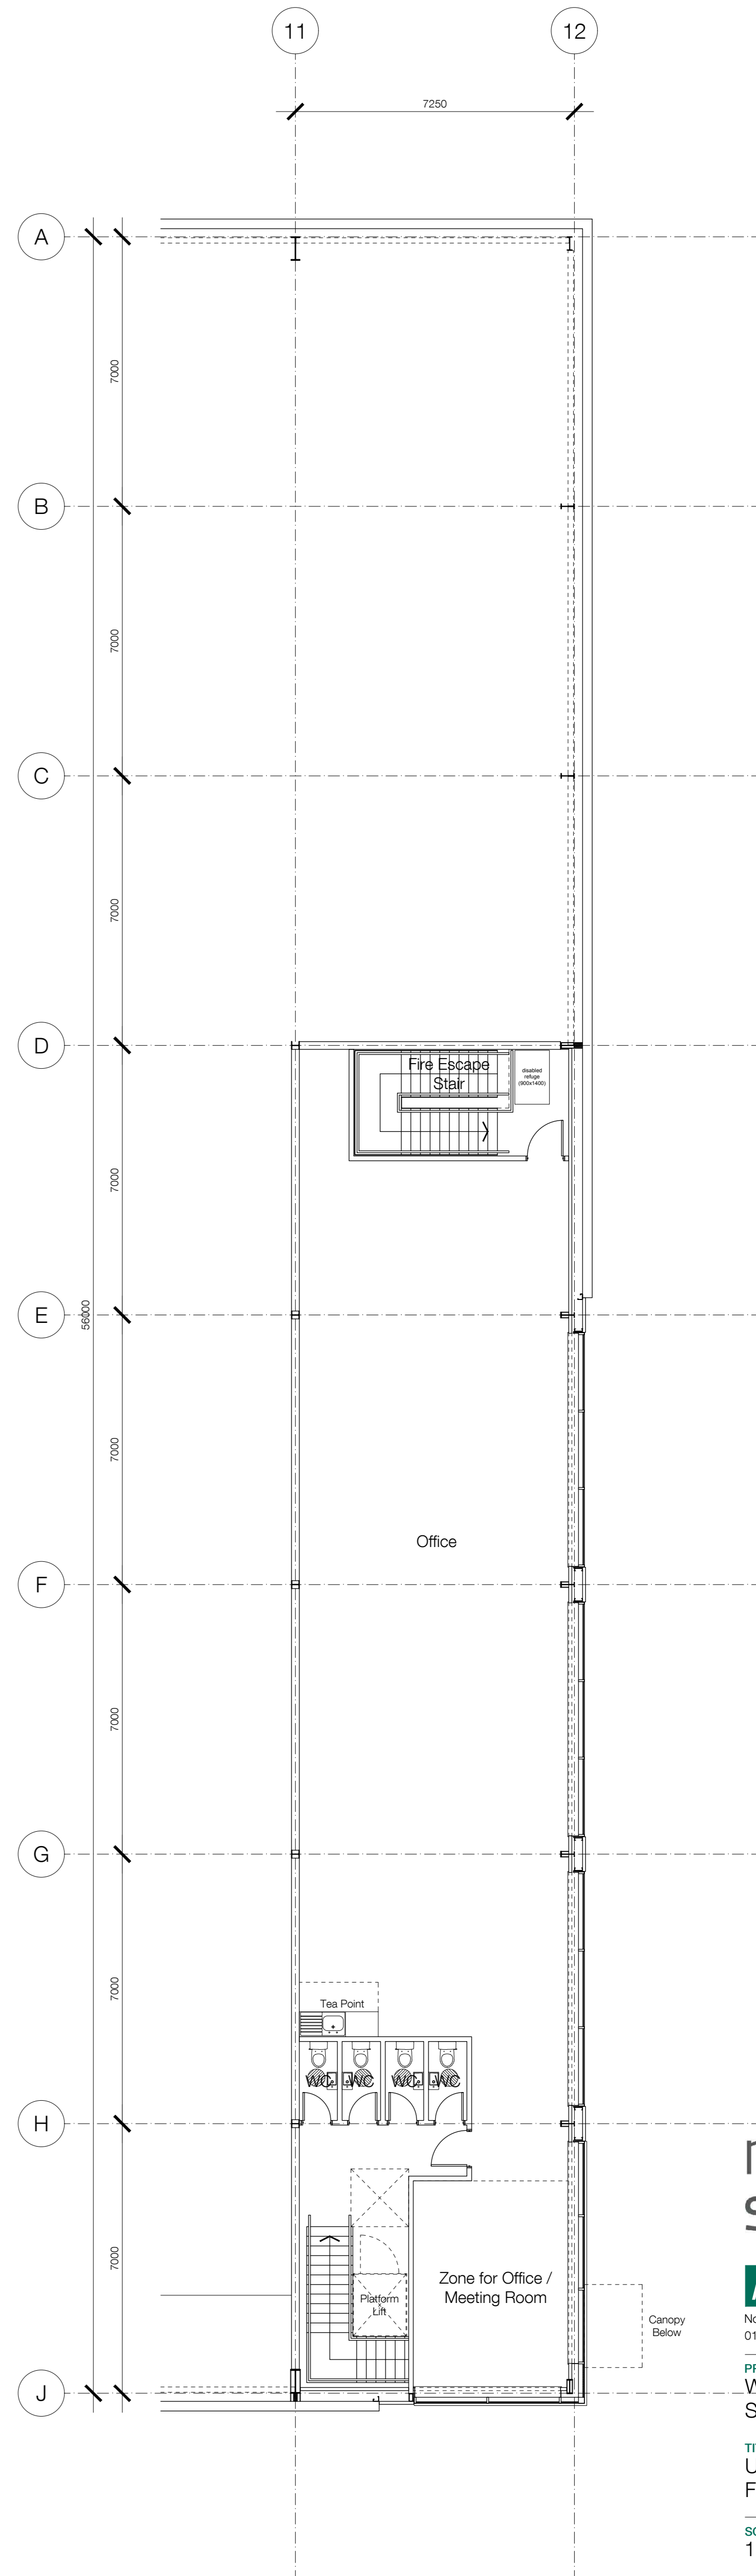 11
12
7250
A
7000
B
7000
C
7000
D
Fire Escape
Stair
disabled
refuge
(900x1400)
7000
E
56000
7000
Office
F
7000
G
7000
Tea Point
WC
WC
WC
WC
H
7000
Platform
Lift
Zone for Office /
Meeting Room
Canopy
Below
J